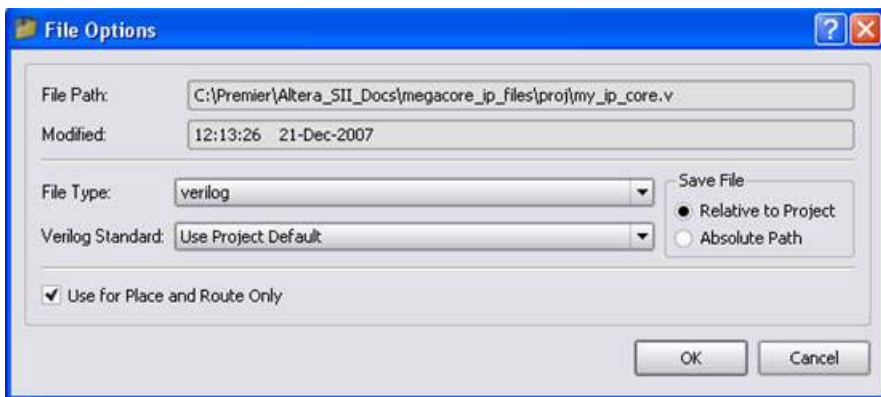 File Options
File Path: C:\Premier\Altera_SII_Docs\megacore_ip_files\proj\my_ip_core.v
Modified: 12:13:26 21-Dec-2007
File Type: verilog
Save File
Relative to Project
Verilog Standard: Use Project Default
Absolute Path
Use for Place and Route Only
OK Cancel